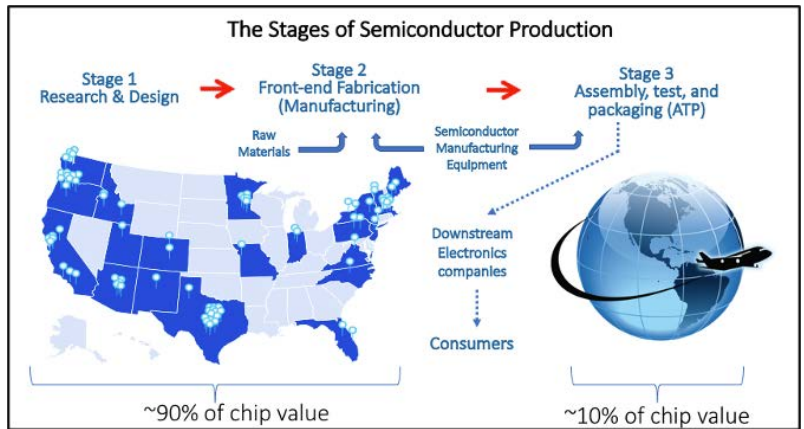 The Stages of Semiconductor Production
Stage 1
Research & Design
Stage 2
Front-end Fabrication
(Manufacturing)
Stage 3
Assembly, test, and
packaging (ATP)
Raw
Materials
Semiconductor
Manufacturing
Equipment
Downstream
Electronics
companies
Consumers
~90% of chip value
~10% of chip value